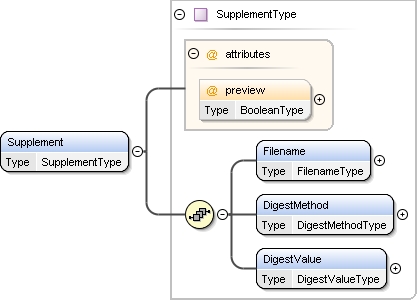 SupplementType
@ attributes
@ preview
Type BooleanType
Supplement
Type SupplementType
Filename
Type FilenameType
DigestMethod
Type DigestMethodType
DigestValue
Type DigestValueType